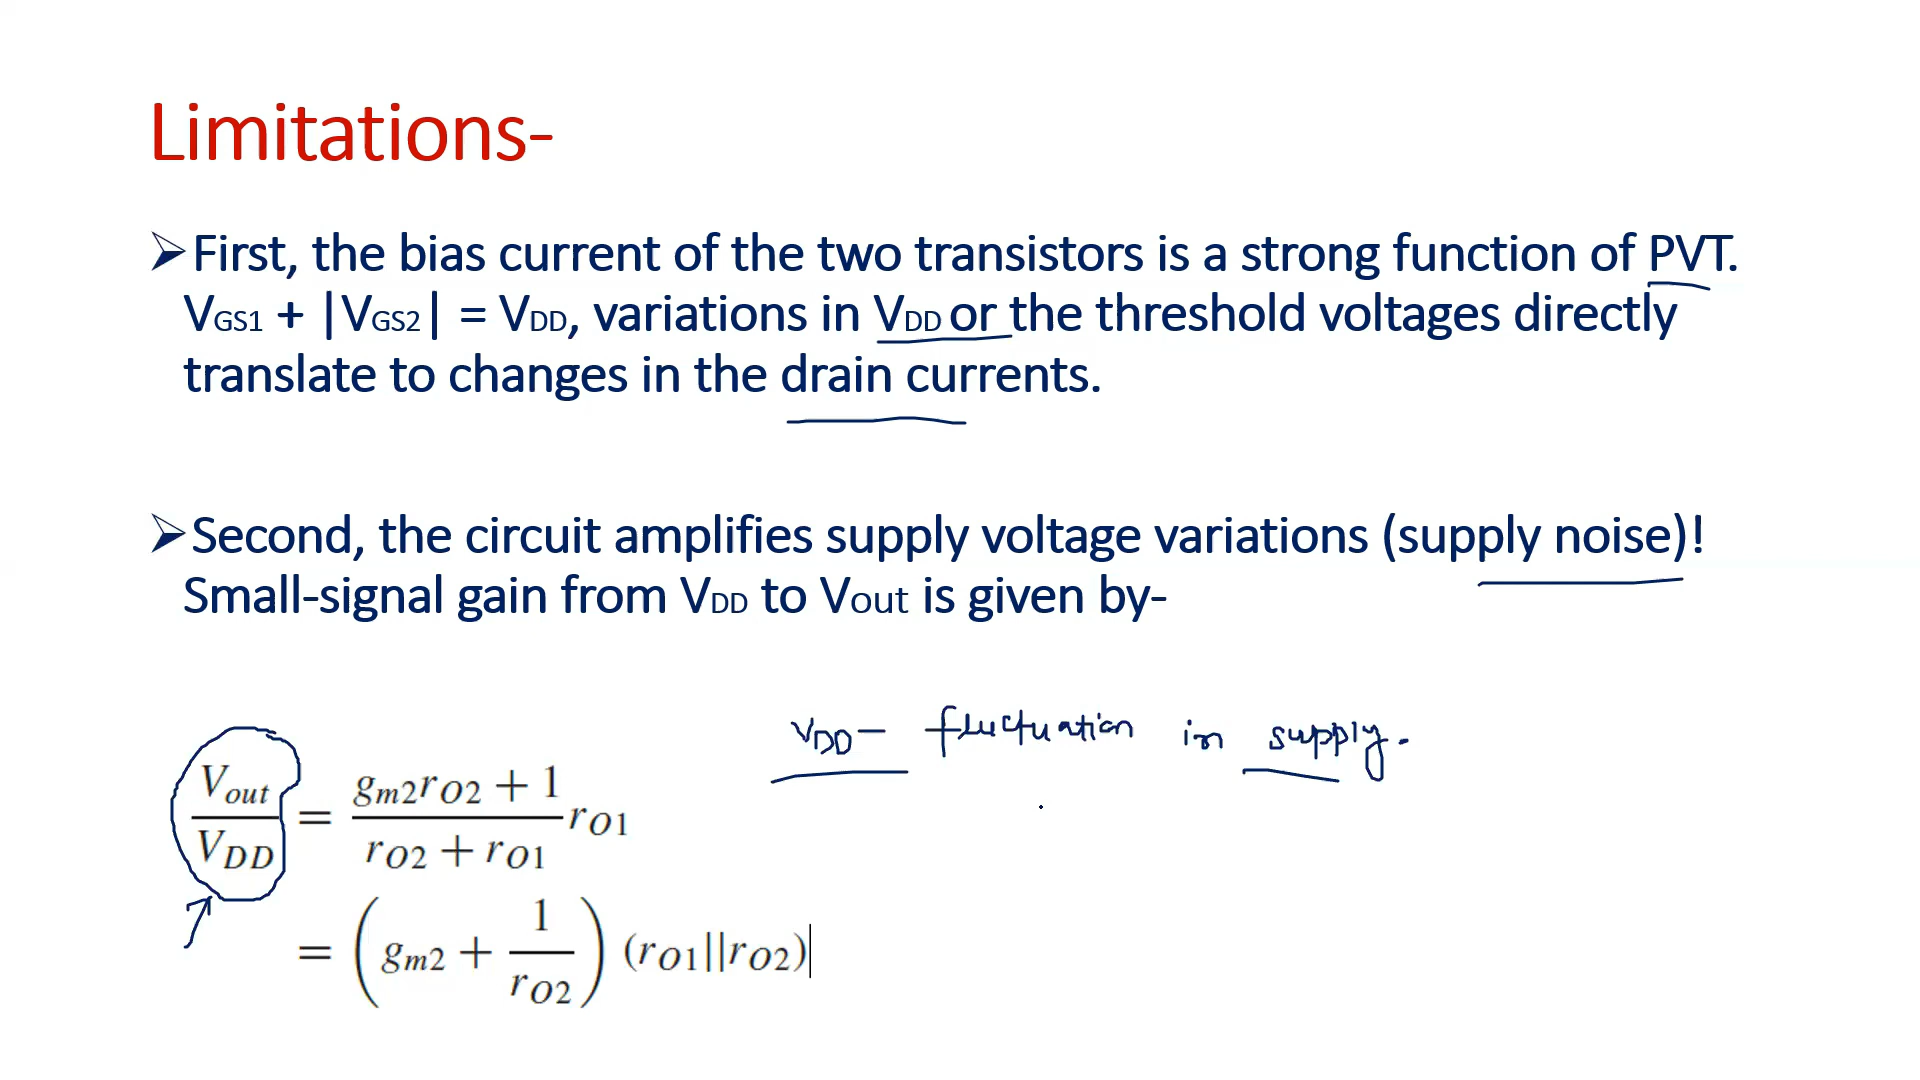 Limitations-
➢First, the bias current of the two transistors is a strong function of PVT.
VGS1 + |VGS2| = VDD, variations in VDD or the threshold voltages directly
translate to changes in the drain currents.
➢Second, the circuit amplifies supply voltage variations (supply noise)!
Small-signal gain from VDD to Vout is given by-
VDD — fluctuation in supply.
Vout / VDD = (gm2rO2 + 1) / (rO2 + rO1) rO1
= (gm2 + 1 / rO2) (rO1||rO2)